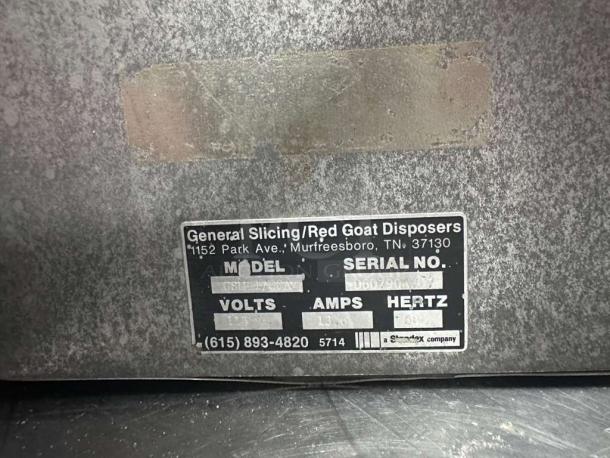 General Slicing/Red Goat Disposers
1152 Park Ave., Murfreesboro, TN. 37130
MODEL SERIAL NO.
VOLTS AMPS HERTZ
(615) 893-4820 5714 a Standex company